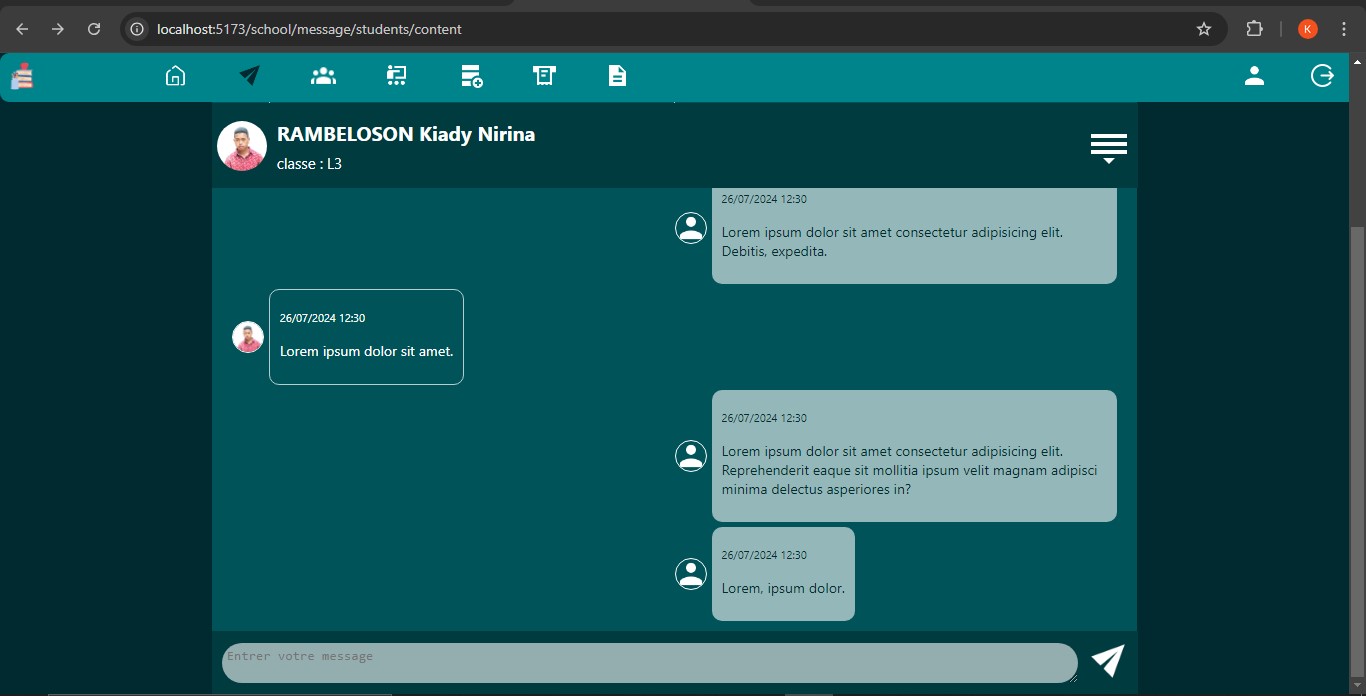 localhost:5173/school/message/students/content
K
RAMBELOSON Kiady Nirina
classe : L3
26/07/2024 12:30
Lorem ipsum dolor sit amet consectetur adipisicing elit.
Debitis, expedita.
26/07/2024 12:30
Lorem ipsum dolor sit amet.
26/07/2024 12:30
Lorem ipsum dolor sit amet consectetur adipisicing elit.
Reprehenderit eaque sit mollitia ipsum velit magnam adipisci
minima delectus asperiores in?
26/07/2024 12:30
Lorem, ipsum dolor.
Entrer votre message